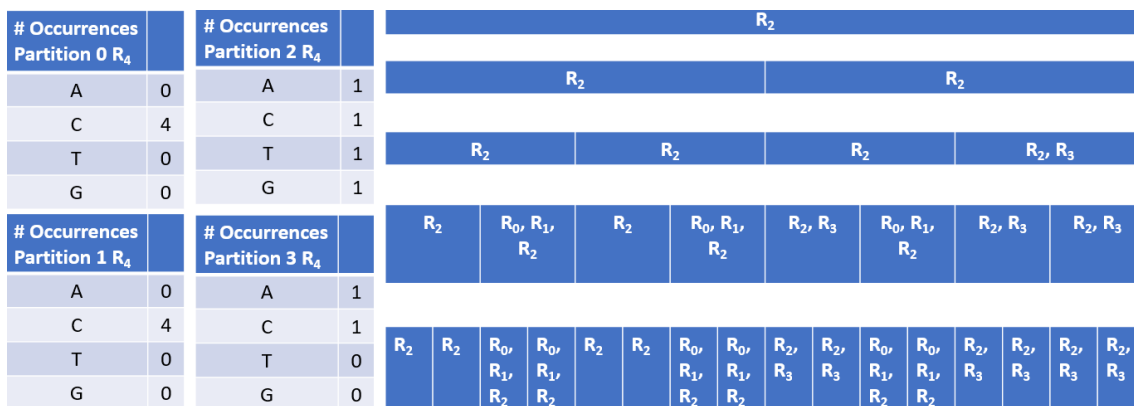 # Occurrences
Partition 0 R4
A 0
C 4
T 0
G 0
# Occurrences
Partition 2 R4
A 1
C 1
T 1
G 1
# Occurrences
Partition 1 R4
A 0
C 4
T 0
G 0
# Occurrences
Partition 3 R4
A 1
C 1
T 0
G 0
R2
R2 R2
R2 R2 R2 R2, R3
R2 R0, R1, R2 R0, R1, R2, R3 R0, R1, R2, R3 R2, R3
R2 R2 R2
R2 R2 R0, R0, R2 R2 R0, R0, R2, R2, R0, R0, R2, R2, R2, R2,
R1, R1, R1, R1, R3 R3 R1, R1, R3 R3 R3 R3
R2 R2 R2 R2 R2 R2